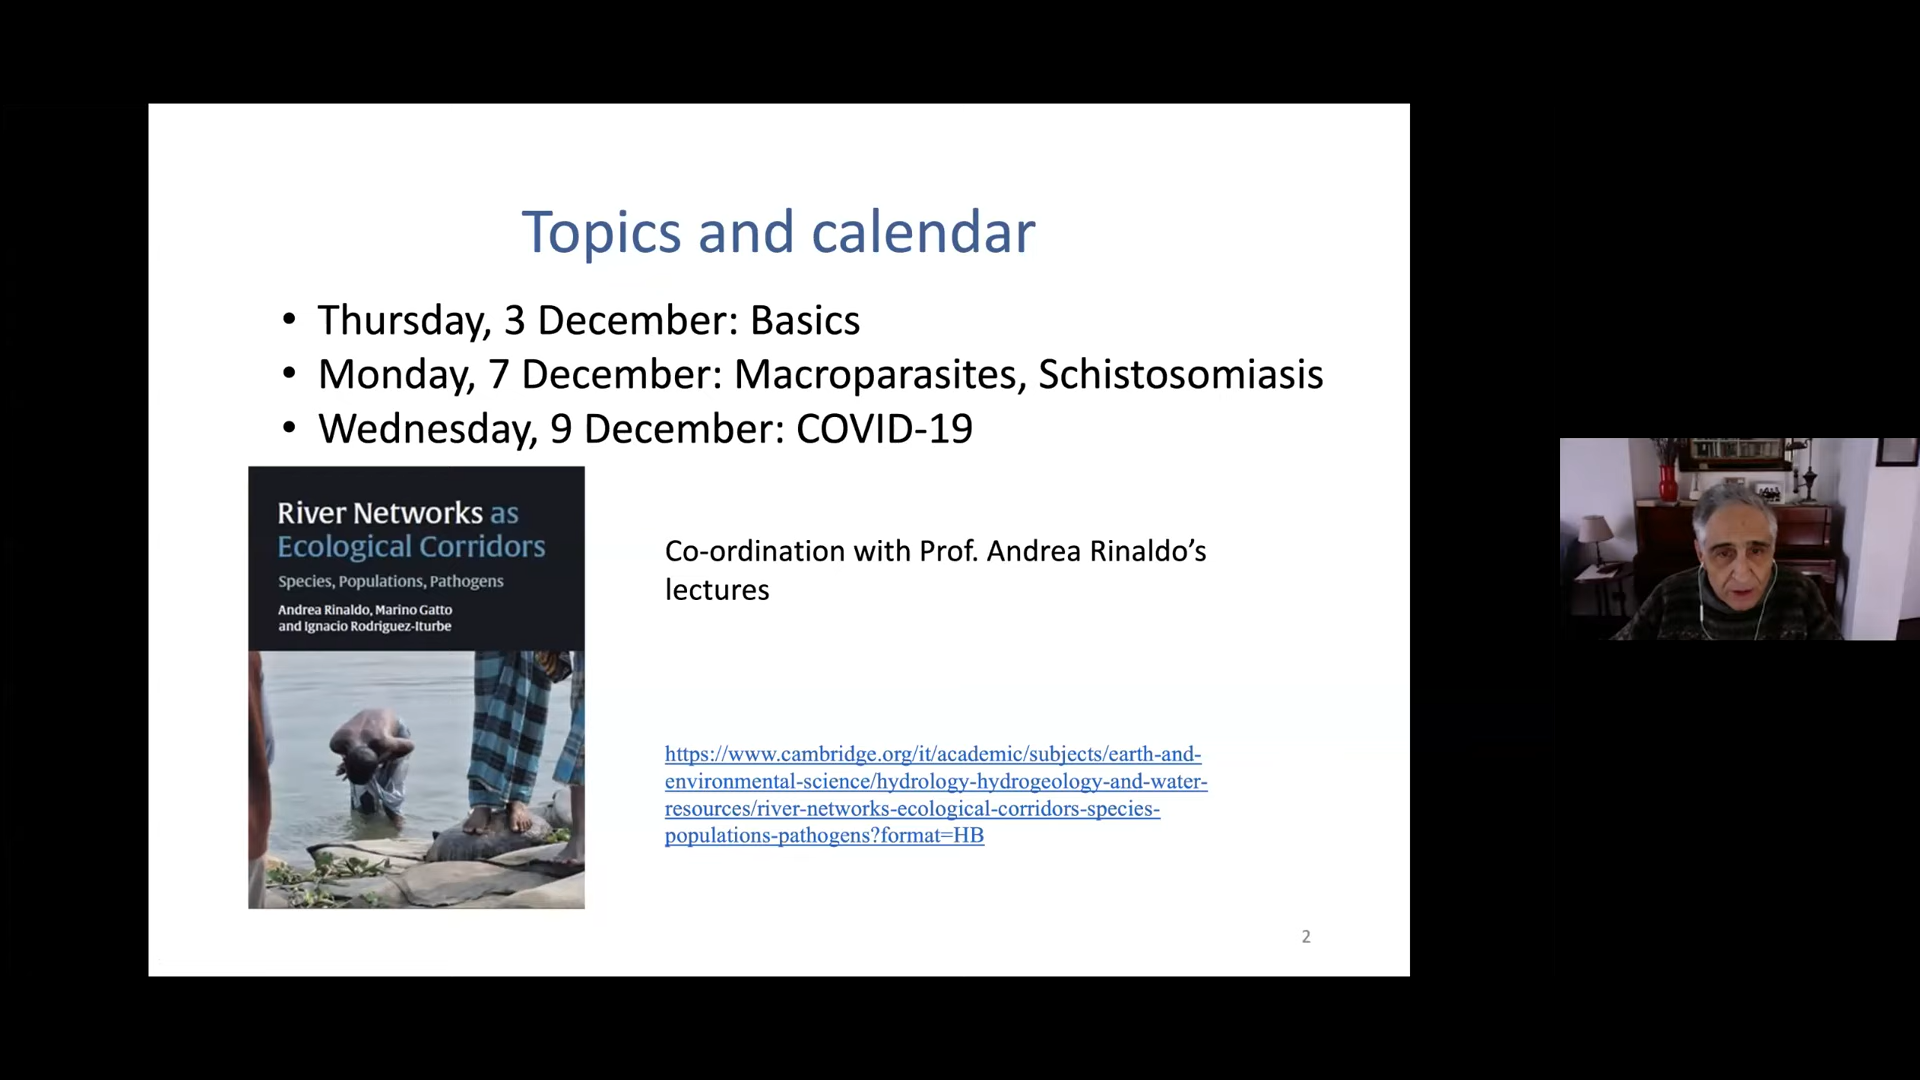 Topics and calendar
• Thursday, 3 December: Basics
• Monday, 7 December: Macroparasites, Schistosomiasis
• Wednesday, 9 December: COVID-19
River Networks as
Ecological Corridors
Species, Populations, Pathogens
Andrea Rinaldo, Marino Gatto
and Ignacio Rodriguez-Iturbe
Co-ordination with Prof. Andrea Rinaldo’s
lectures
https://www.cambridge.org/it/academic/subjects/earth-and-
environmental-science/hydrology-hydrogeology-and-water-
resources/river-networks-ecological-corridors-species-
populations-pathogens?format=HB
2